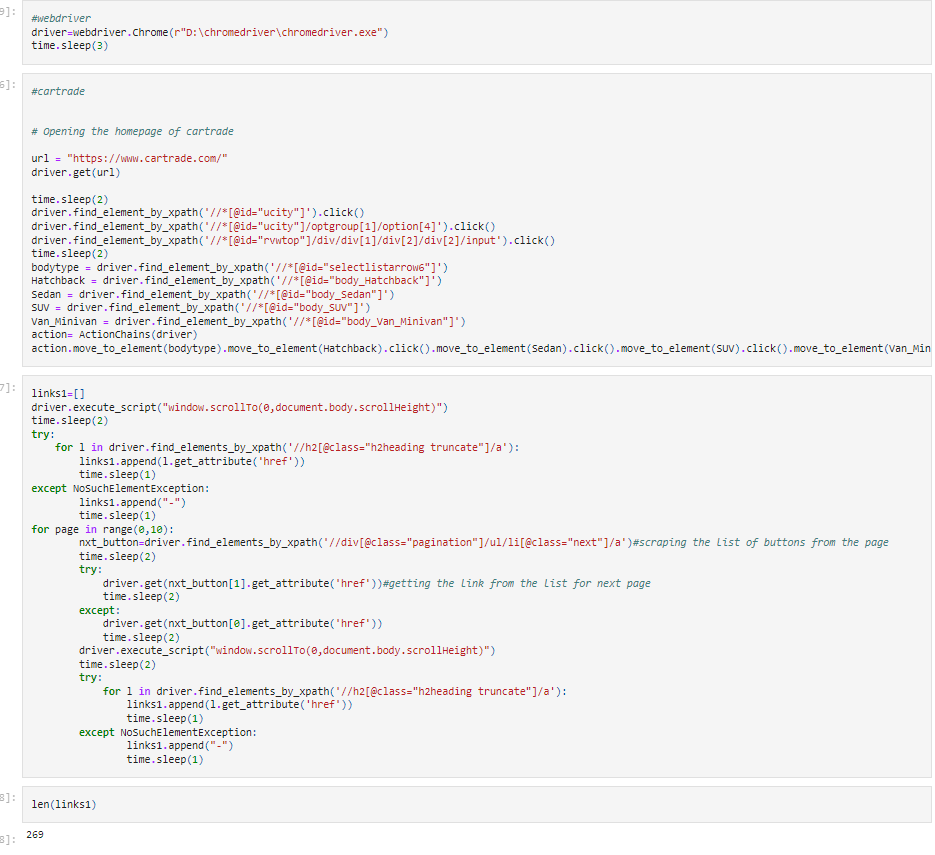 9]:
#webdriver
driver=webdriver.Chrome(r"D:\chromedriver\chromedriver.exe")
time.sleep(3)
6]:
#cartrade
# Opening the homepage of cartrade
url = "https://www.cartrade.com/"
driver.get(url)
time.sleep(2)
driver.find_element_by_xpath('//*[@id="ucity"]').click()
driver.find_element_by_xpath('//*[@id="ucity"]/optgroup[1]/option[4]').click()
driver.find_element_by_xpath('//*[@id="rvwtop"]/div/div[1]/div[2]/div[2]/input').click()
time.sleep(2)
bodytype = driver.find_element_by_xpath('//*[@id="selectlistarrow6"]')
Hatchback = driver.find_element_by_xpath('//*[@id="body_Hatchback"]')
Sedan = driver.find_element_by_xpath('//*[@id="body_Sedan"]')
SUV = driver.find_element_by_xpath('//*[@id="body_SUV"]')
Van_Minivan = driver.find_element_by_xpath('//*[@id="body_Van_Minivan"]')
action= ActionChains(driver)
action.move_to_element(bodytype).move_to_element(Hatchback).click().move_to_element(Sedan).click().move_to_element(SUV).click().move_to_element(Van_Min
7]:
links1=[]
driver.execute_script("window.scrollTo(0,document.body.scrollHeight)")
time.sleep(2)
try:
    for l in driver.find_elements_by_xpath('//h2[@class="h2heading truncate"]/a'):
        links1.append(l.get_attribute('href'))
        time.sleep(1)
except NoSuchElementException:
        links1.append("-")
        time.sleep(1)
for page in range(0,10):
        nxt_button=driver.find_elements_by_xpath('//div[@class="pagination"]/ul/li[@class="next"]/a')#scraping the list of buttons from the page
        time.sleep(2)
        try:
            driver.get(nxt_button[1].get_attribute('href'))#getting the link from the list for next page
            time.sleep(2)
        except:
            driver.get(nxt_button[0].get_attribute('href'))
            time.sleep(2)
        driver.execute_script("window.scrollTo(0,document.body.scrollHeight)")
        time.sleep(2)
        try:
            for l in driver.find_elements_by_xpath('//h2[@class="h2heading truncate"]/a'):
                links1.append(l.get_attribute('href'))
                time.sleep(1)
        except NoSuchElementException:
                links1.append("-")
                time.sleep(1)
8]:
len(links1)
8]:
269